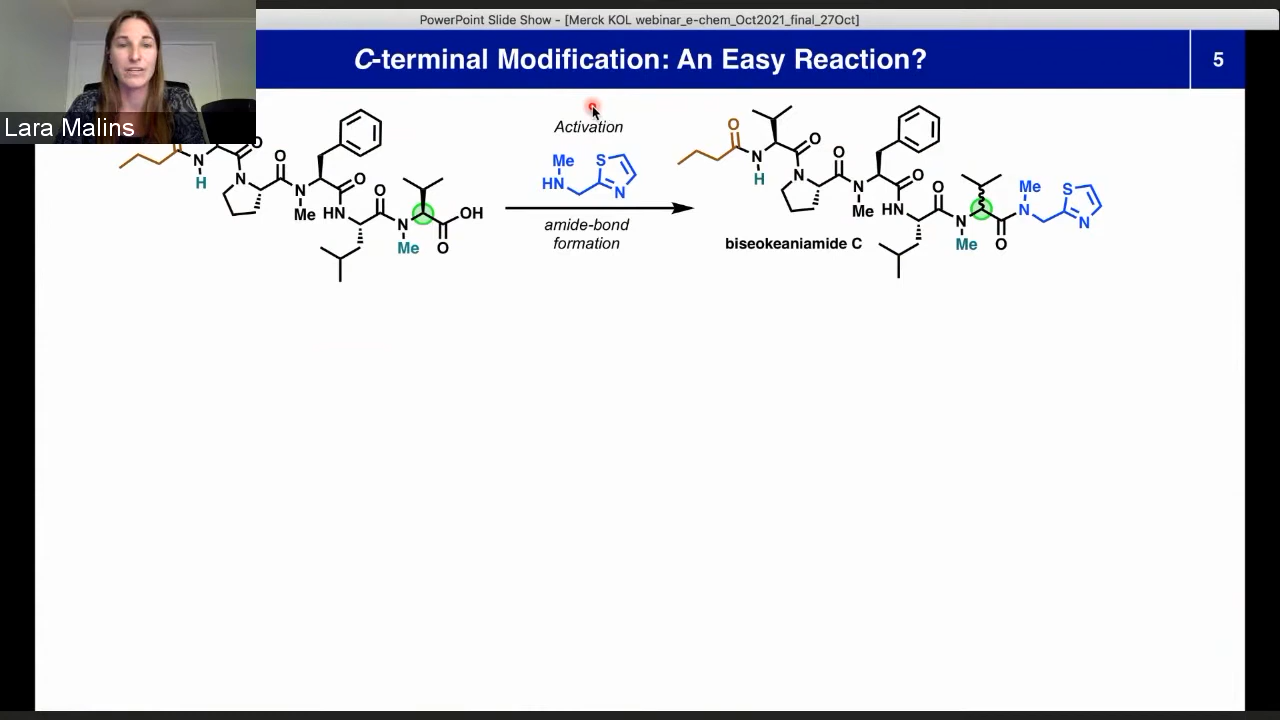 PowerPoint Slide Show - [Merck KOL webinar_e-chem_Oct2021_final_27Oct]
C-terminal Modification: An Easy Reaction?
5
Lara Malins
Activation
Me
HN
S
N
amide-bond
formation
O
N
H
N
O
N
Me
O
HN
O
N
Me
OH
O
O
N
H
O
N
O
N
Me
O
HN
O
N
Me
O
Me
N
S
N
biseokeaniamide C